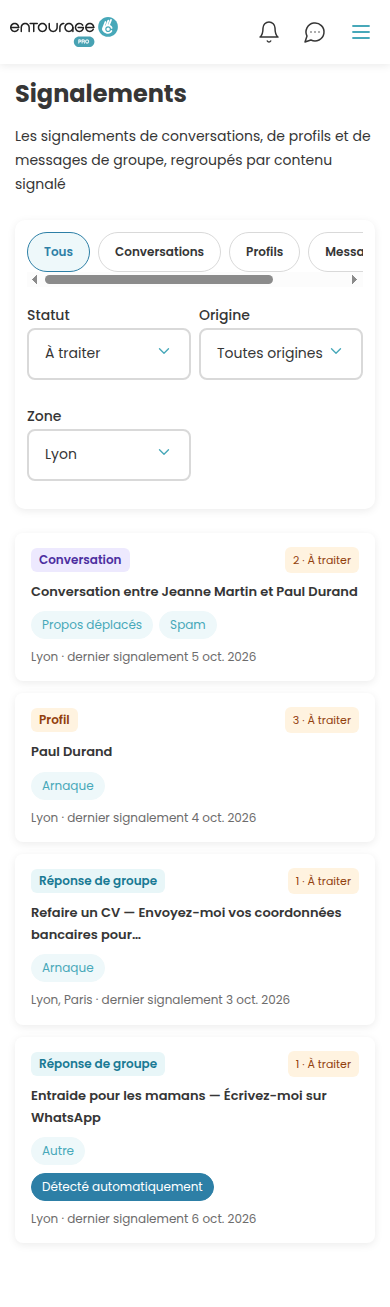 entourage
PRO
Signalements
Les signalements de conversations, de profils et de
messages de groupe, regroupés par contenu
signalé
Tous
Conversations
Profils
Messa
Statut
Origine
À traiter
Toutes origines
Zone
Lyon
Conversation
2 · À traiter
Conversation entre Jeanne Martin et Paul Durand
Propos déplacés
Spam
Lyon · dernier signalement 5 oct. 2026
Profil
3 · À traiter
Paul Durand
Arnaque
Lyon · dernier signalement 4 oct. 2026
Réponse de groupe
1 · À traiter
Refaire un CV — Envoyez-moi vos coordonnées
bancaires pour...
Arnaque
Lyon, Paris · dernier signalement 3 oct. 2026
Réponse de groupe
1 · À traiter
Entraide pour les mamans — Écrivez-moi sur
WhatsApp
Autre
Détecté automatiquement
Lyon · dernier signalement 6 oct. 2026